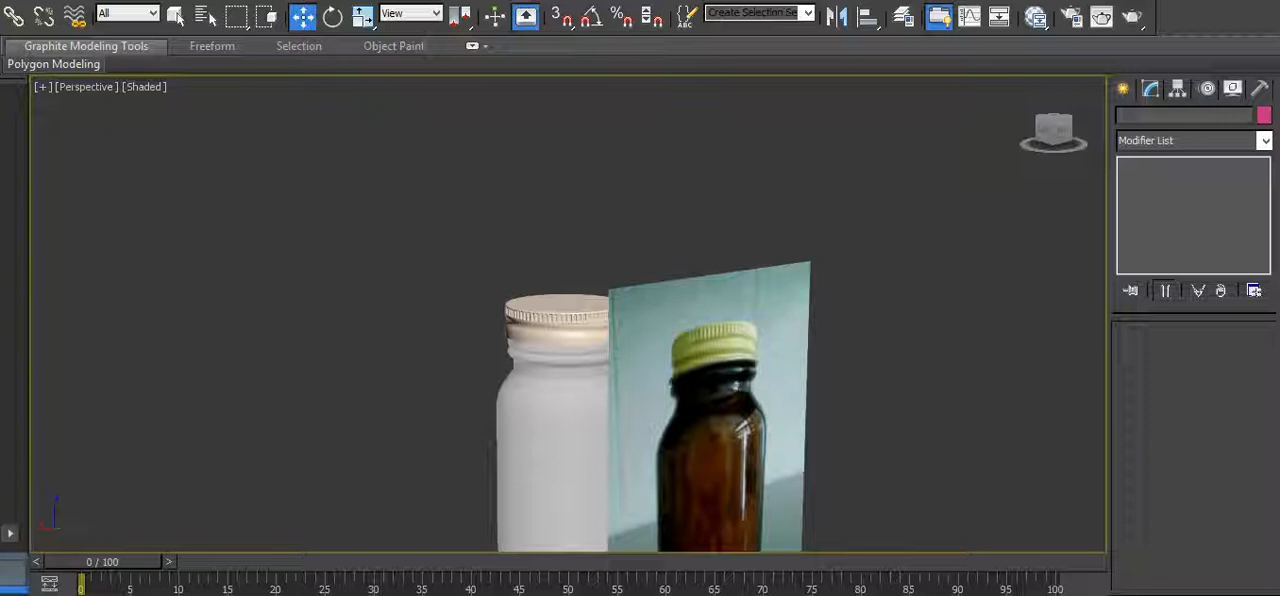 All
View
3
%
ABC
Create Selection Se
Graphite Modeling Tools
Freeform
Selection
Object Paint
Polygon Modeling
[+] [Perspective] [Shaded]
Modifier List
< 0 / 100 >
0 5 10 15 20 25 30 35 40 45 50 55 60 65 70 75 80 85 90 95 100